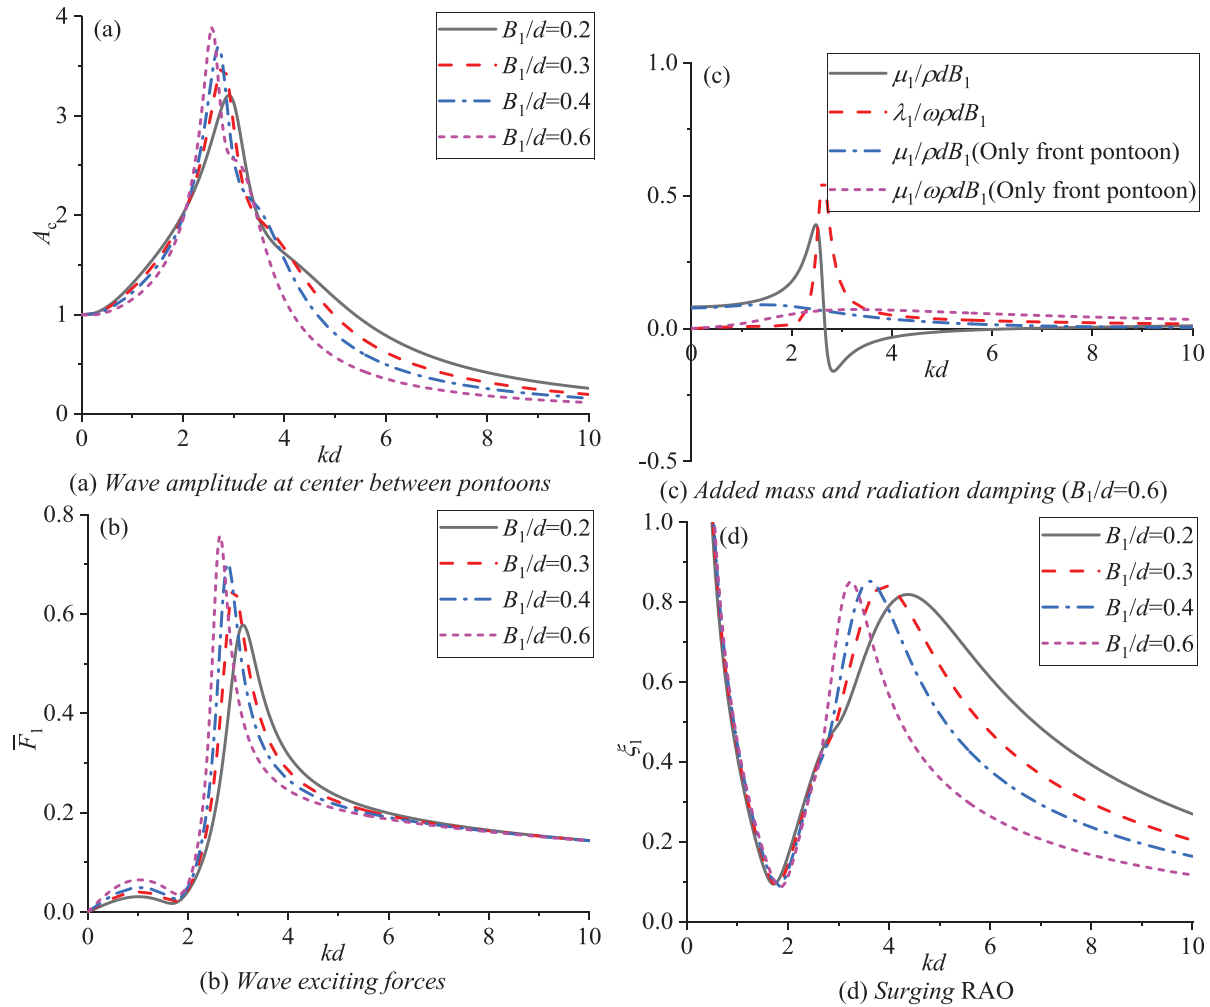 (a)
B1/d=0.2
B1/d=0.3
B1/d=0.4
B1/d=0.6
4
3
2
1
0
Ac
0 2 4 6 8 10
kd
(a) Wave amplitude at center between pontoons
(c)
μ1/ρdB1
λ1/ωρdB1
μ1/ρdB1(Only front pontoon)
μ1/ωρdB1(Only front pontoon)
1.0
0.5
0.0
-0.5
0 2 4 6 8 10
kd
(c) Added mass and radiation damping (B1/d=0.6)
(b)
B1/d=0.2
B1/d=0.3
B1/d=0.4
B1/d=0.6
0.8
0.6
0.4
0.2
0.0
F̅1
0 2 4 6 8 10
kd
(b) Wave exciting forces
(d)
B1/d=0.2
B1/d=0.3
B1/d=0.4
B1/d=0.6
1.0
0.8
0.6
0.4
0.2
0.0
ξ1
0 2 4 6 8 10
kd
(d) Surging RAO